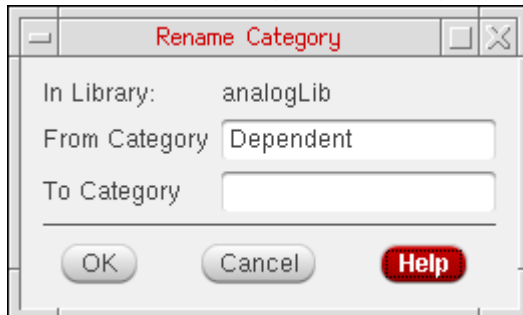 Rename Category
In Library: analogLib
From Category Dependent
To Category
OK Cancel Help